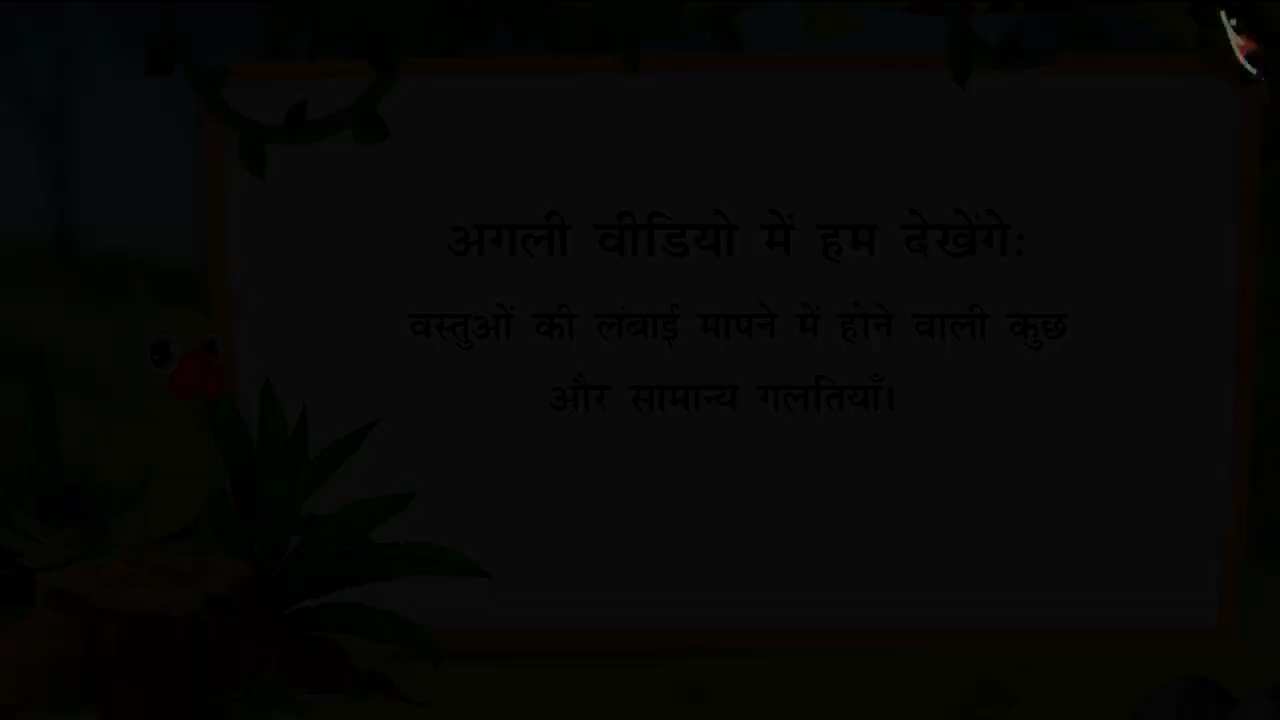 अगली वीडियो में हम देखेंगे:
वस्तुओं की लंबाई मापने में होने वाली कुछ
और सामान्य गलतियाँ।